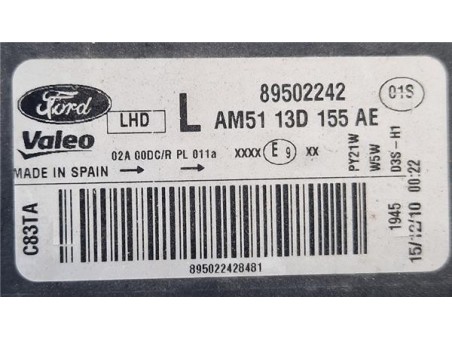 Ford
Valeo
LHD
L
89502242
AM51 13D 155 AE
01S
02A 00DC/R PL 011a
XXXX E 9 XX
MADE IN SPAIN
PY21W
W5W
D3S-H1
C83TA
895022428481
1945
15/12/10 00:22